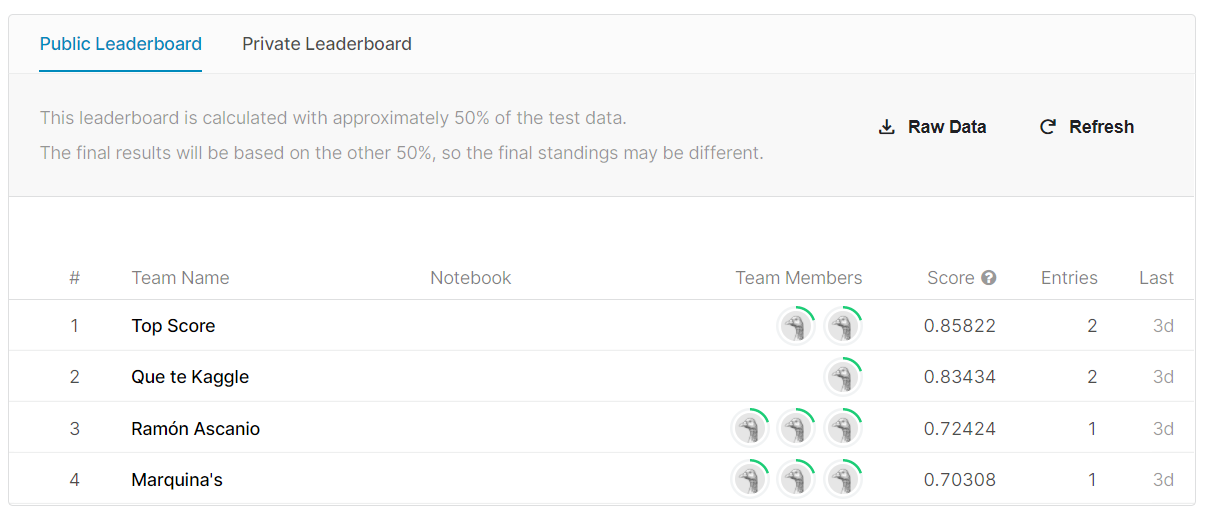 Public Leaderboard Private Leaderboard
This leaderboard is calculated with approximately 50% of the test data.
The final results will be based on the other 50%, so the final standings may be different.
Raw Data Refresh
# Team Name Notebook Team Members Score ? Entries Last
1 Top Score 0.85822 2 3d
2 Que te Kaggle 0.83434 2 3d
3 Ramón Ascanio 0.72424 1 3d
4 Marquina's 0.70308 1 3d